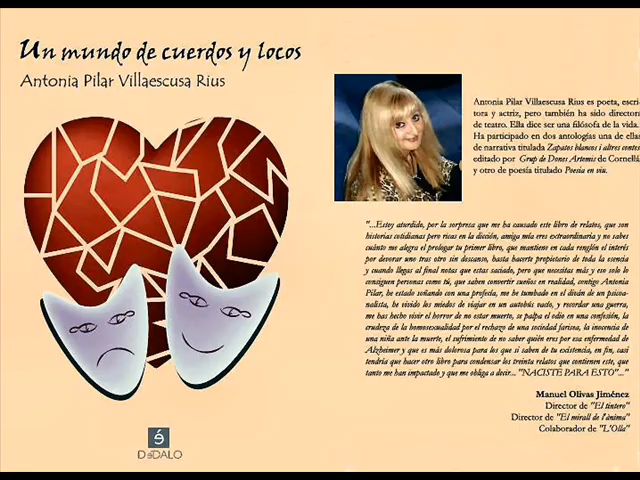 Un mundo de cuerdos y locos
Antonia Pilar Villaescusa Rius
é
DéDALO
Antonia Pilar Villaescusa Rius es poeta, escri-
tora y actriz, pero también ha sido directora
de teatro. Ella dice ser una filósofa de la vida.
Ha participado en dos antologías una de ellas
de narrativa titulada Zapatos blancos i altres contes
editado por Grup de Dones Artemis de Cornellá
y otro de poesía titulado Poesia en viu.
"...Estoy aturdido, por la sorpresa que me ha causado este libro de relatos, que son
historias cotidianas pero ricas en la dicción, amiga mía eres extraordinaria y no sabes
cuánto me alegra el prologar tu primer libro, que mantiene en cada renglón el interés
por devorar uno tras otro sin descanso, hasta hacerte propietario de toda la esencia
y cuando llegas al final notas que estas saciado, pero que necesitas más y eso solo lo
consiguen personas como tú, que saben convertir sueños en realidad, contigo Antonia
Pilar, he estado soñando con una profecía, me he tumbado en el diván de un psicoa-
nalista, he vivido los miedos de viajar en un autobús vacío, y recordar una guerra,
me has hecho vivir el horror de no estar muerto, se palpa el odio en una confesión, la
crudeza de la homosexualidad por el rechazo de una sociedad farisea, la inocencia de
una niña ante la muerte, el sufrimiento de no saber quién eres por esa enfermedad de
Alzheimer y que es más dolorosa para los que si saben de tu existencia, en fin, casi
tendría que hacer otro libro para condensar los treinta relatos que contienen este, que
tanto me han impactado y que me obliga a decir... "NACISTE PARA ESTO"..."
Manuel Olivas Jiménez
Director de "El tintero"
Director de "El mirall de l'ànima"
Colaborador de "L'Olla"